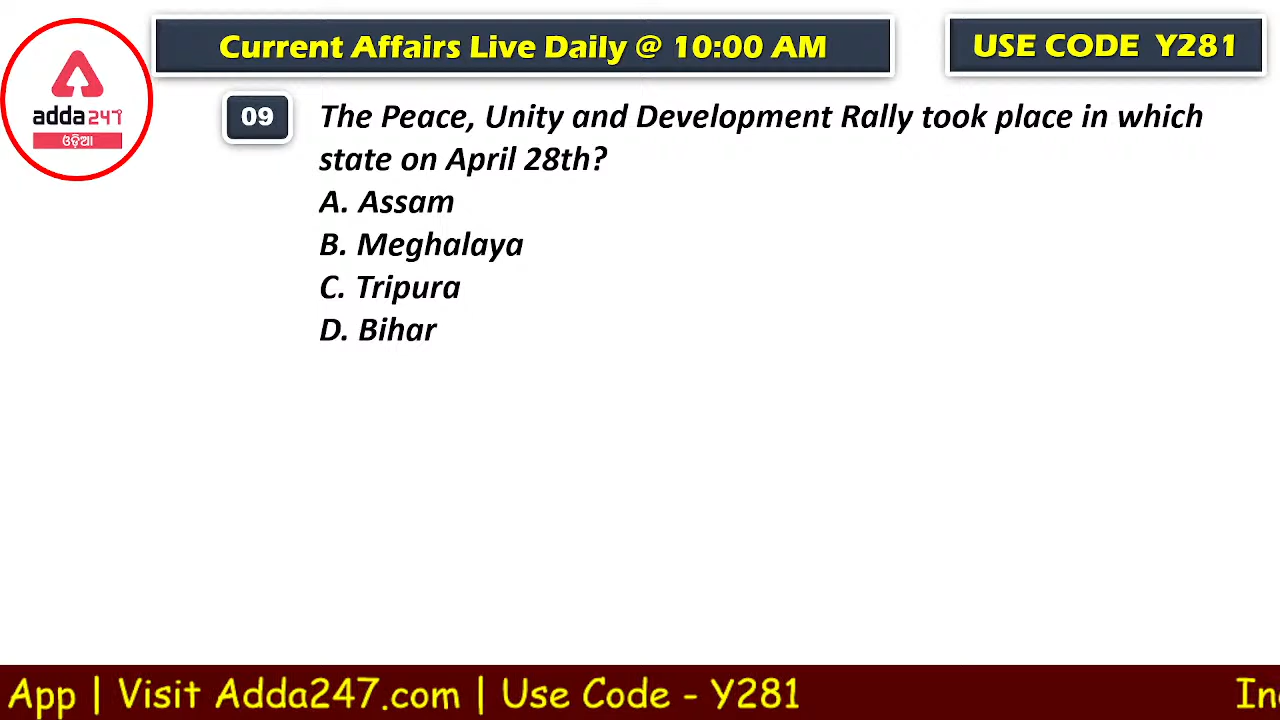 Current Affairs Live Daily @ 10:00 AM
USE CODE Y281
adda247
ଓଡ଼ିଆ
09
The Peace, Unity and Development Rally took place in which
state on April 28th?
A. Assam
B. Meghalaya
C. Tripura
D. Bihar
App | Visit Adda247.com | Use Code - Y281